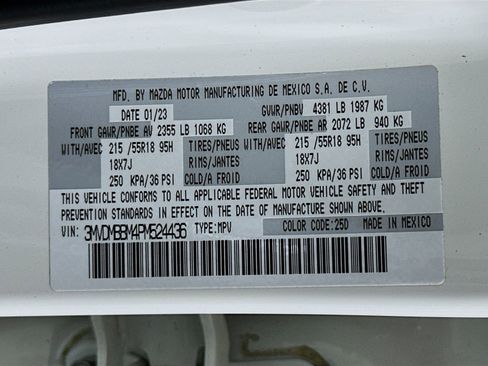 MFD. BY MAZDA MOTOR MANUFACTURING DE MEXICO S.A. DE C.V.
DATE 01/23 GVWR/PNBV 4381 LB 1987 KG
FRONT GAWR/PNBE AV 2355 LB 1068 KG REAR GAWR/PNBE AR 2072 LB 940 KG
WITH/AVEC 215 /55R18 95H TIRES/PNEUS WITH/AVEC 215 /55R18 95H TIRES/PNEUS
18X7J RIMS/JANTES 18X7J RIMS/JANTES
250 KPA/36 PSI COLD/A FROID 250 KPA/36 PSI COLD/A FROID
THIS VEHICLE CONFORMS TO ALL APPLICABLE FEDERAL MOTOR VEHICLE SAFETY AND THEFT
PREVENTION STANDARDS IN EFFECT ON THE DATE OF MANUFACTURE SHOWN ABOVE.
VIN: 3MVDMBBM4PM524436 TYPE:MPV COLOR CODE:25D MADE IN MEXICO